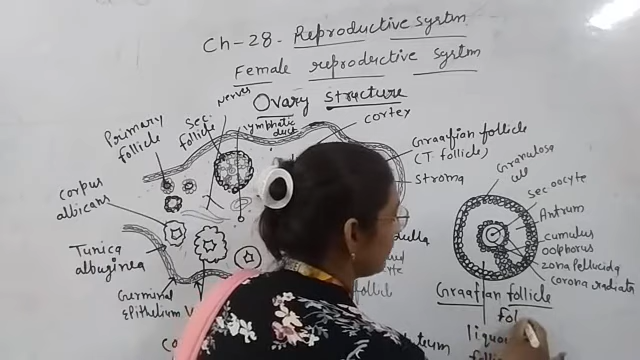 Ch-28. Reproductive systm
Female reproductive systm
Ovary structure
nerves
Sec. follicle
lymphatic duct
cortex
Primary follicle
Graafian follicle
(T. follicle)
stroma
Granulosa cell
sec oocyte
Antrum
cumulus oophorus
zona pellucida
corona radiata
corpus albicans
Tunica albuginea
Germinal epithelium
Graafian follicle